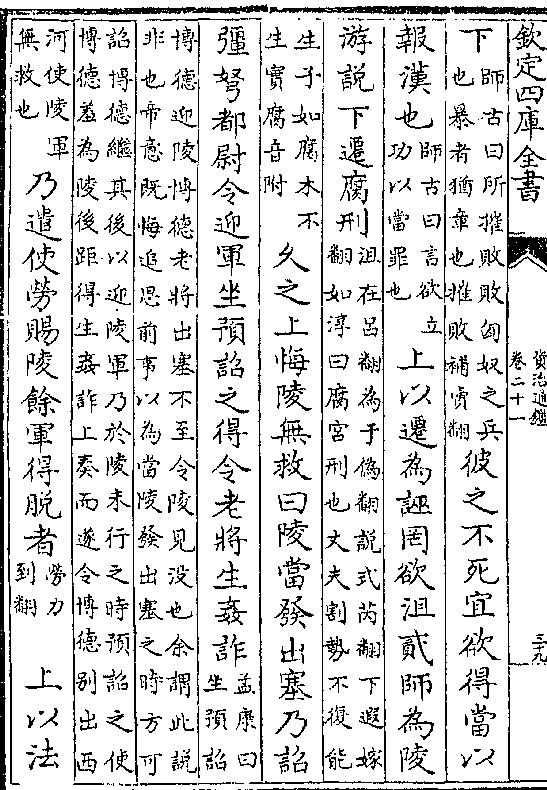 欽定四庫全書
資治通鑑
卷二十一
三十九
下
師古曰所摧敗敗匈奴之兵
也暴者猶章也摧敗補賣翻
彼之不死宜欲得當以
報漢也
師古曰言欲立
功以當罪也
上以遷為誣罔欲沮貳師為陵
游說下遷腐刑
沮在呂翻為于偽翻說式芮翻下遐嫁
翻如淳曰腐宮刑也丈夫割勢不復能
生子如腐木不
生實腐音附
久之上悔陵無救曰陵當發出塞乃詔
彊弩都尉令迎軍坐預詔之得令老將生姦詐
孟康曰
坐預詔
博德迎陵博德老將出塞不至令陵見没也余謂此説
非也帝意既悔追思前事以為當陵發出塞之時方可
詔博德繼其後以迎陵軍乃於陵未行之時預詔之使
博德羞為陵後距得生姦詐上奏而遂令博德别出西
河使陵軍
無救也
乃遣使勞賜陵餘軍得脱者
勞力
到翻
上以法